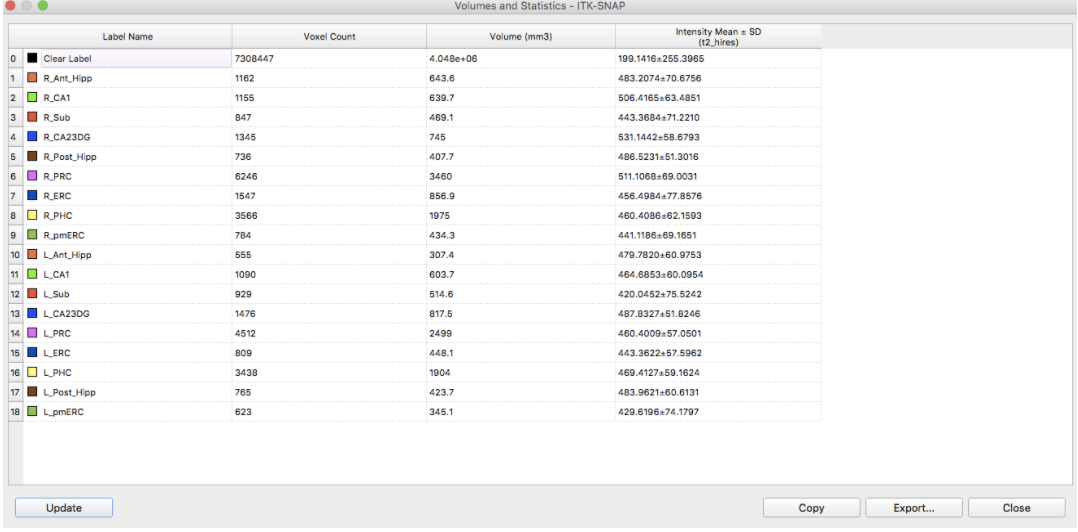 Volumes and Statistics - ITK-SNAP
Label Name Voxel Count Volume (mm3) Intensity Mean ± SD
(t2_hires)
0 Clear Label 7308447 4.048e+06 199.1416±255.3965
1 R_Ant_Hipp 1162 643.6 483.2074±70.6756
2 R_CA1 1155 639.7 506.4165±63.4851
3 R_Sub 847 469.1 443.3684±71.2210
4 R_CA23DG 1345 745 531.1442±58.6793
5 R_Post_Hipp 736 407.7 486.5231±51.3016
6 R_PRC 6246 3460 511.1068±69.0031
7 R_ERC 1547 856.9 456.4984±77.8576
8 R_PHC 3566 1975 460.4086±62.1593
9 R_pmERC 784 434.3 441.1186±69.1651
10 L_Ant_Hipp 555 307.4 479.7820±60.9753
11 L_CA1 1090 603.7 464.6853±60.0954
12 L_Sub 929 514.6 420.0452±75.5242
13 L_CA23DG 1476 817.5 487.8327±51.8246
14 L_PRC 4512 2499 460.4009±57.0501
15 L_ERC 809 448.1 443.3622±57.5962
16 L_PHC 3438 1904 469.4127±59.1624
17 L_Post_Hipp 765 423.7 483.9621±60.6131
18 L_pmERC 623 345.1 429.6196±74.1797
Update Copy Export... Close